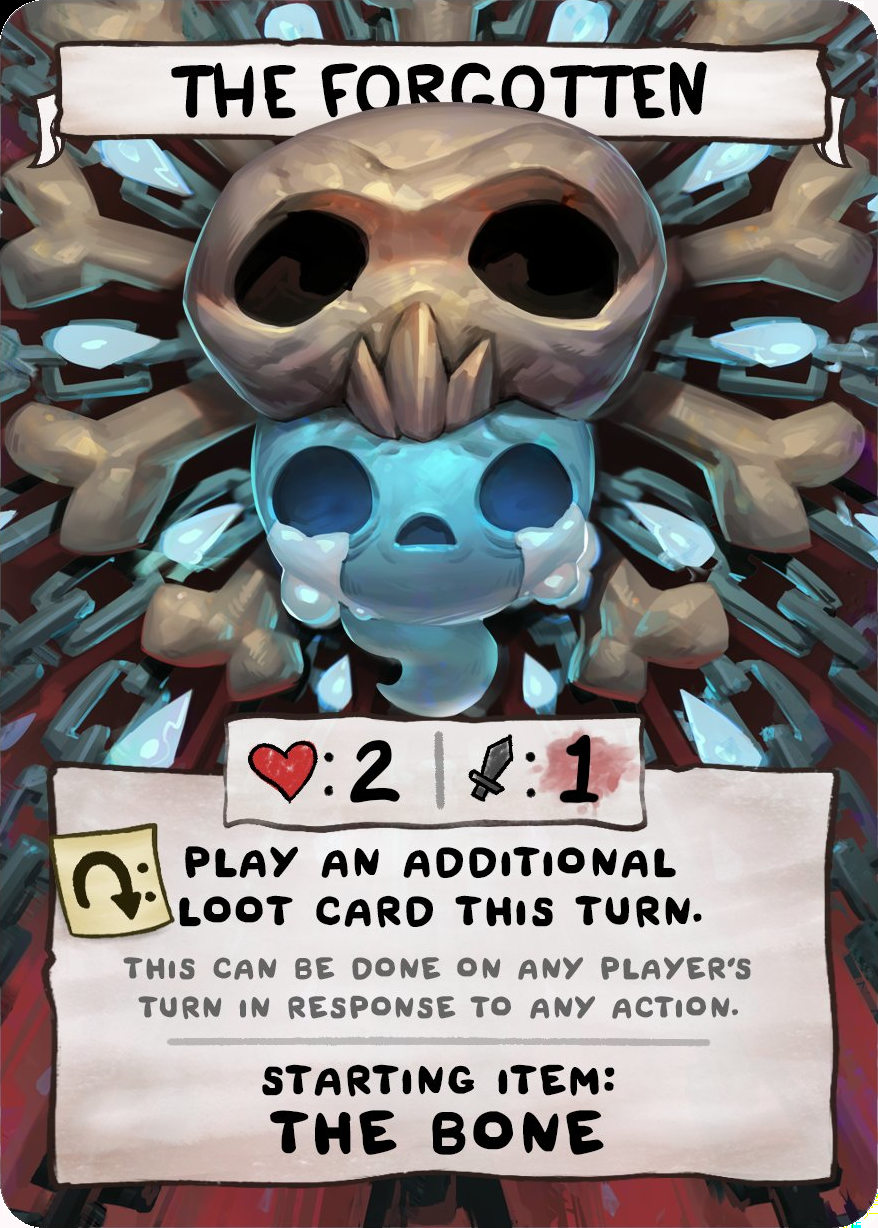 THE FORGOTTEN
: 2 | : 1
: PLAY AN ADDITIONAL
LOOT CARD THIS TURN.
THIS CAN BE DONE ON ANY PLAYER'S
TURN IN RESPONSE TO ANY ACTION.
STARTING ITEM:
THE BONE